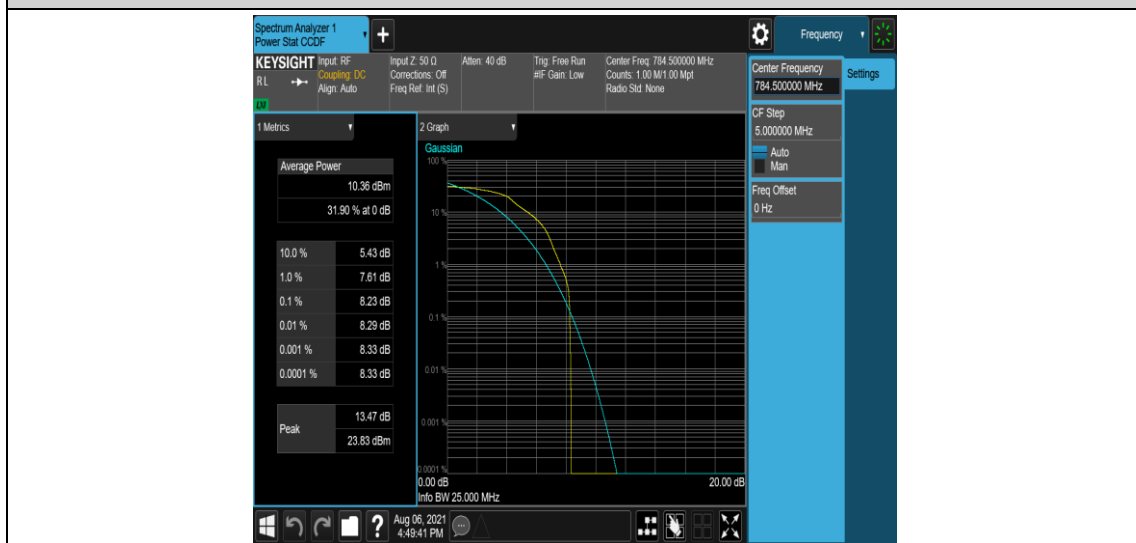 Spectrum Analyzer 1
Power Stat CCDF
+
Frequency
KEYSIGHT
RL
LXI
Input: RF
Coupling: DC
Align: Auto
Input Z: 50 Ω
Corrections: Off
Freq Ref: Int (S)
Atten: 40 dB
Trig: Free Run
#IF Gain: Low
Center Freq: 784.500000 MHz
Counts: 1.00 M/1.00 Mpt
Radio Std: None
Center Frequency
784.500000 MHz
Settings
CF Step
5.000000 MHz
Auto
Man
Freq Offset
0 Hz
1 Metrics
Average Power
10.36 dBm
31.90 % at 0 dB
10.0 % 5.43 dB
1.0 % 7.61 dB
0.1 % 8.23 dB
0.01 % 8.29 dB
0.001 % 8.33 dB
0.0001 % 8.33 dB
Peak
13.47 dB
23.83 dBm
2 Graph
Gaussian
100 %
10 %
1 %
0.1 %
0.01 %
0.001 %
0.0001 %
0.00 dB 20.00 dB
Info BW 25.000 MHz
?
Aug 06, 2021
4:49:41 PM